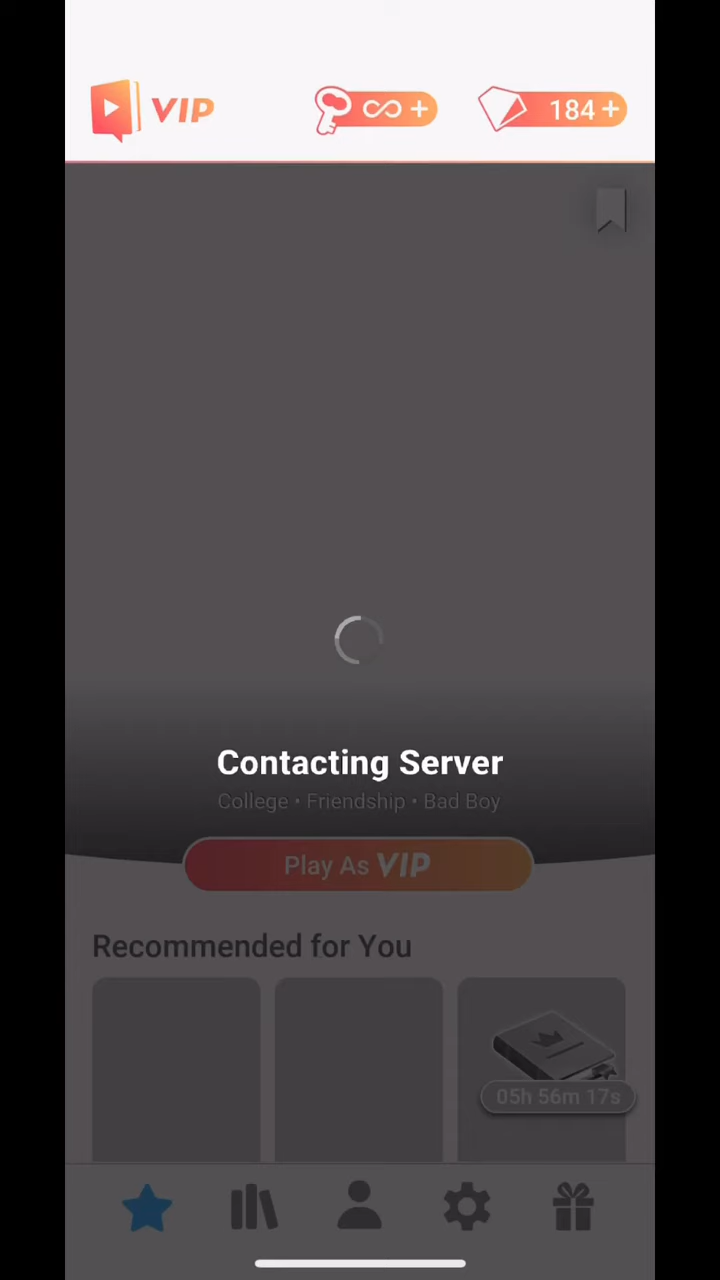 VIP
∞ +
184 +
Contacting Server
College • Friendship • Bad Boy
Play As VIP
Recommended for You
05h 56m 17s